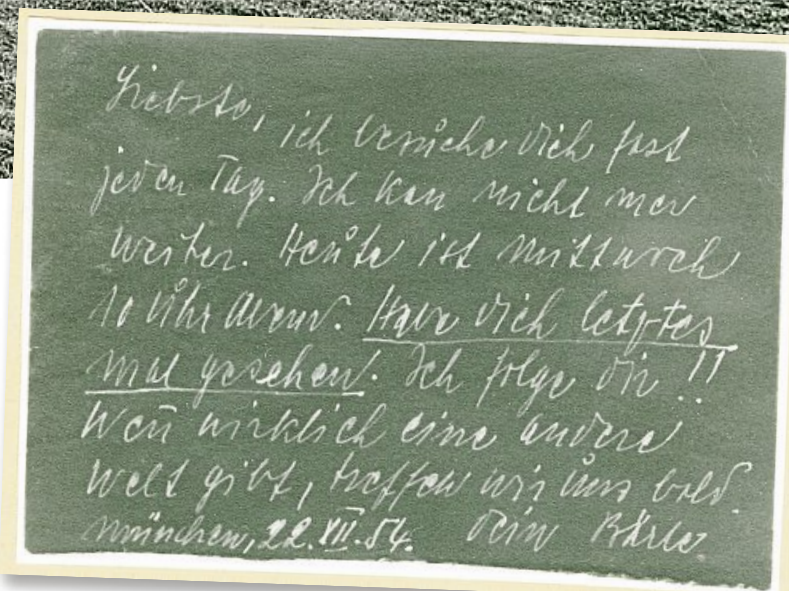 Liebste, ich besuche dich fast
jeden Tag. Ich kan nicht mer
weiter. Heute ist Mittwoch
10 Uhr Abend. Habe dich letztes
mal gesehen. Ich folge dir!!
Wen̄ wirklich eine andere
Welt gibt, treffen wir uns bald.
München, 22.XII.54. Dein Bärle